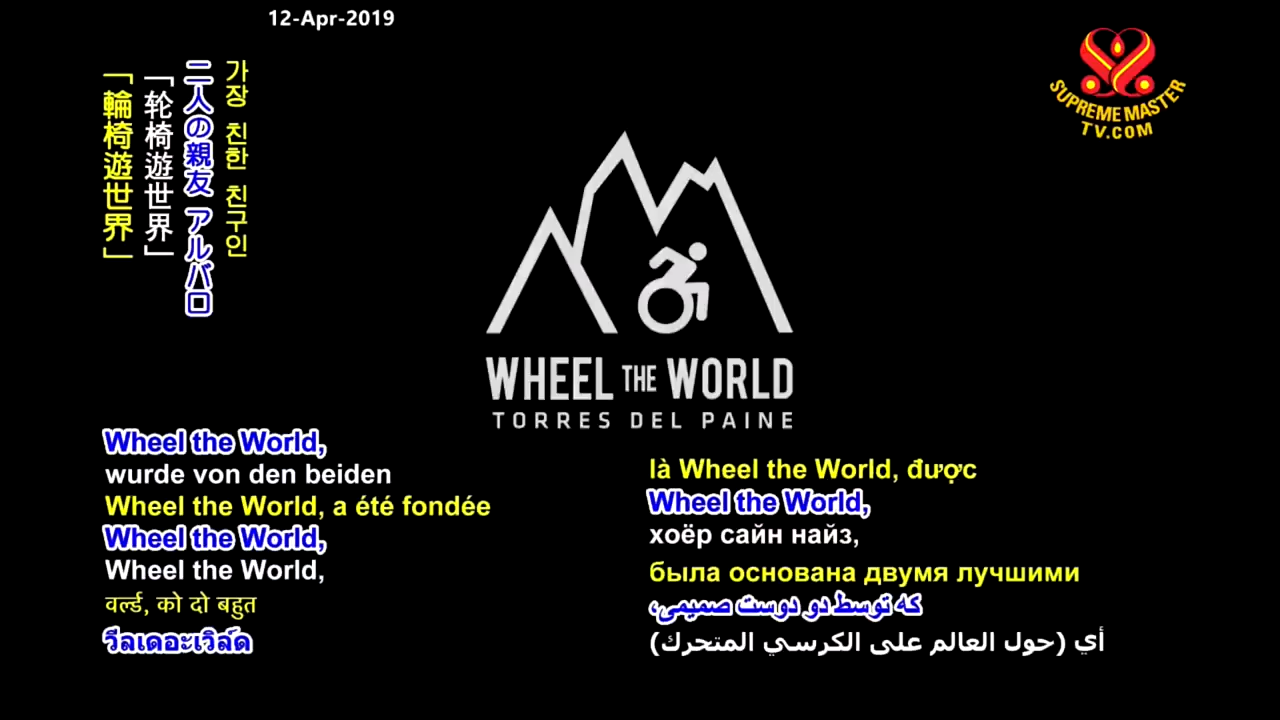 12-Apr-2019
「輪椅遊世界」
「轮椅遊世界」
二人の親友 アルバロ
가장 친한 친구인
SUPREME MASTER
TV.COM
WHEEL THE WORLD
TORRES DEL PAINE
Wheel the World,
wurde von den beiden
Wheel the World, a été fondée
Wheel the World,
Wheel the World,
वर्ल्ड, को दो बहुत
วีลเดอะเวิล์ด
là Wheel the World, được
Wheel the World,
хоёр сайн найз,
была основана двумя лучшими
که توسط دو دوست صمیمی،
أي (حول العالم على الكرسي المتحرك)